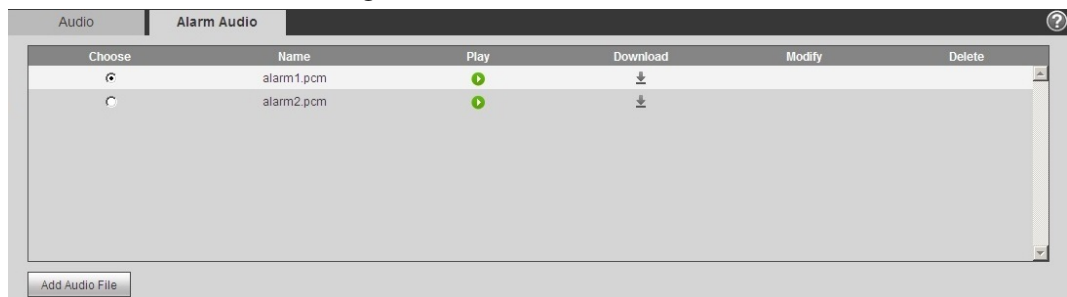 Audio Alarm Audio ?
Choose Name Play Download Modify Delete
alarm1.pcm
alarm2.pcm
Add Audio File